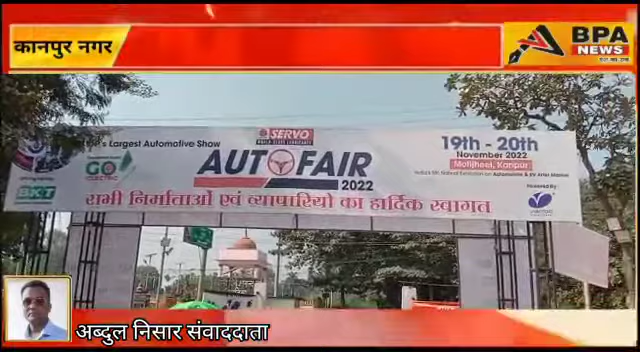 कानपुर नगर
BPA
NEWS
Largest Automotive Show
SERVO
19th - 20th
November 2022
Motijheel, Kanpur
GO
AUTO FAIR
2022
BKT
सभी निर्माताओं एवं व्यापारियों का हार्दिक स्वागत
अब्दुल निसार संवाददाता